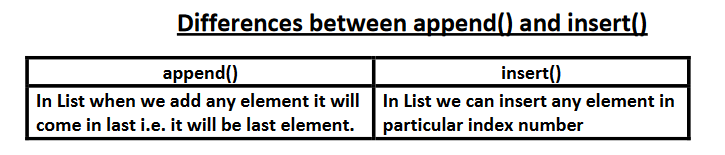 Differences between append() and insert()
append()
insert()
In List when we add any element it will
come in last i.e. it will be last element.
In List we can insert any element in
particular index number